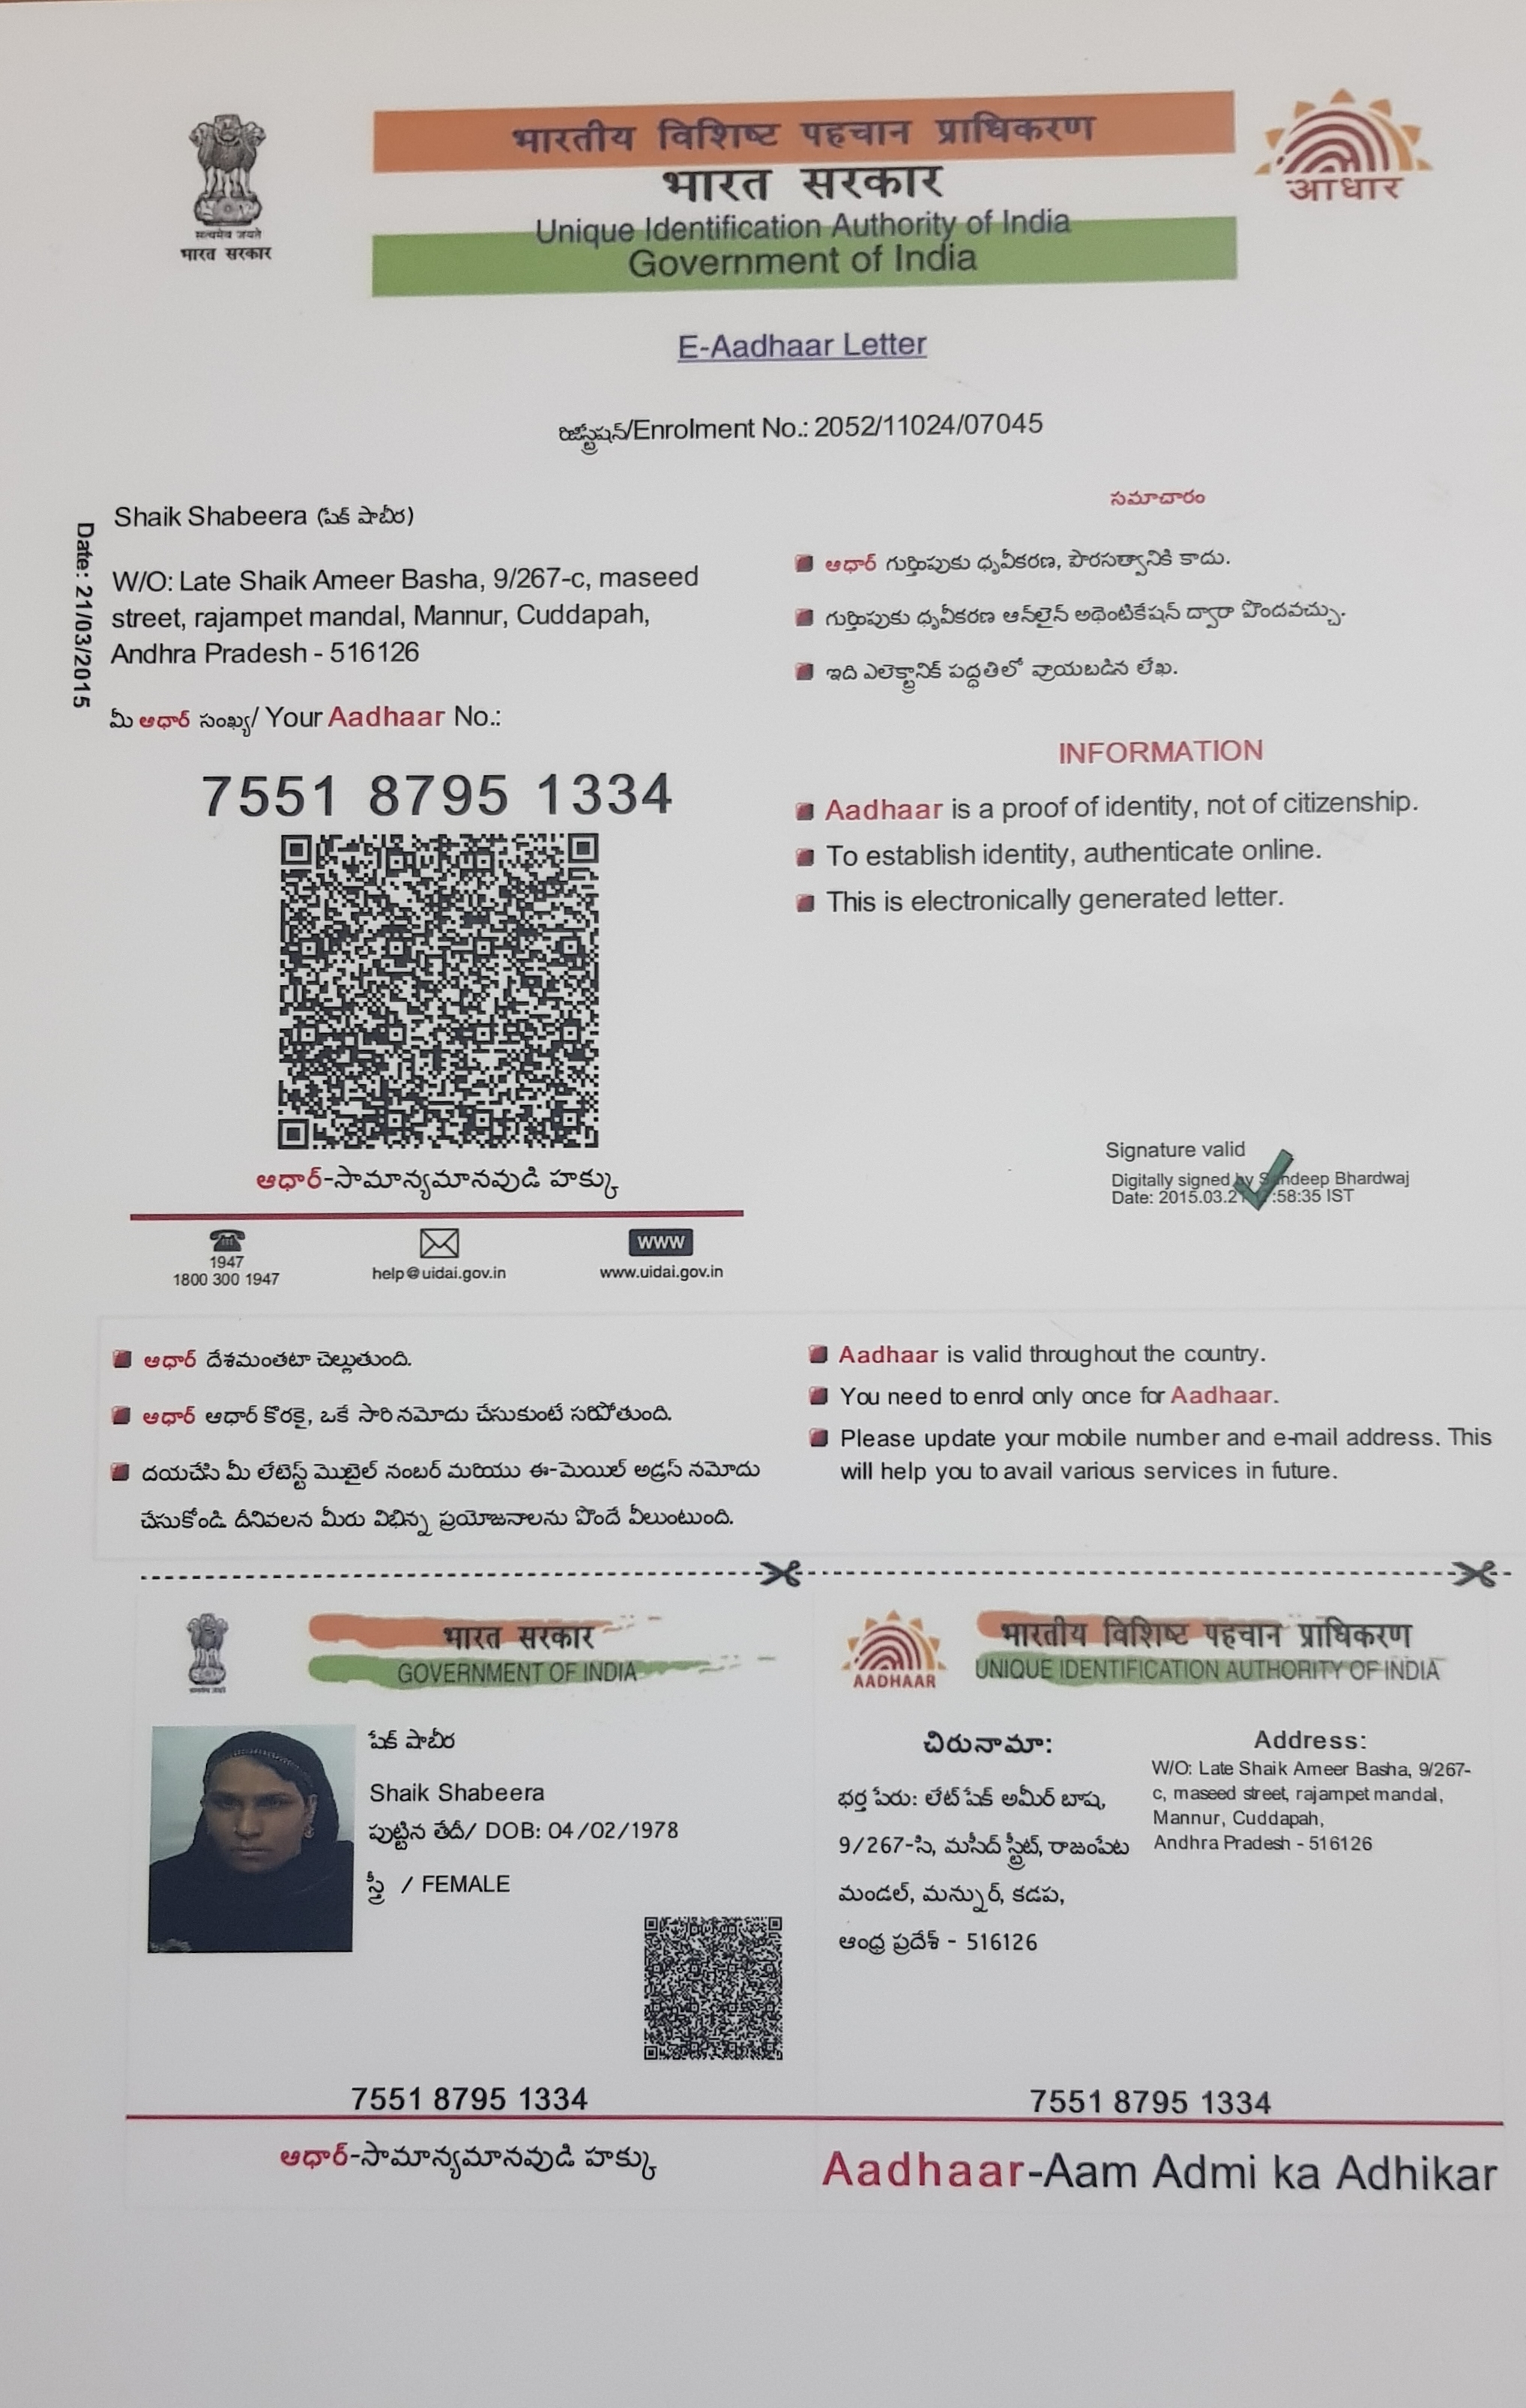 भारतीय विशिष्ट पहचान प्राधिकरण
भारत सरकार
Unique Identification Authority of India
Government of India
सत्यमेव जयते
भारत सरकार
आधार
E-Aadhaar Letter
రిజిస్ట్రేషన్/Enrolment No.: 2052/11024/07045
Date: 21/03/2015
Shaik Shabeera (షేక్ షాబీర)
W/O: Late Shaik Ameer Basha, 9/267-c, maseed
street, rajampet mandal, Mannur, Cuddapah,
Andhra Pradesh - 516126
మీ ఆధార్ సంఖ్య/ Your Aadhaar No.:
7551 8795 1334
ఆధార్-సామాన్యమానవుడి హక్కు
1947
1800 300 1947
help@uidai.gov.in
www
www.uidai.gov.in
సమాచారం
ఆధార్ గుర్తింపుకు ధృవీకరణ, పౌరసత్వానికి కాదు.
గుర్తింపుకు ధృవీకరణ ఆన్‌లైన్ అథెంటికేషన్ ద్వారా పొందవచ్చు.
ఇది ఎలెక్ట్రానిక్ పద్ధతిలో వ్రాయబడిన లేఖ.
INFORMATION
Aadhaar is a proof of identity, not of citizenship.
To establish identity, authenticate online.
This is electronically generated letter.
Signature valid
Digitally signed by Sandeep Bhardwaj
Date: 2015.03.2 :58:35 IST
ఆధార్ దేశమంతటా చెల్లుతుంది.
ఆధార్ ఆధార్ కొరకై, ఒకే సారి నమోదు చేసుకుంటే సరిపోతుంది.
దయచేసి మీ లేటెస్ట్ మొబైల్ నంబర్ మరియు ఈ-మెయిల్ అడ్రస్ నమోదు
చేసుకోండి. దీనివలన మీరు విభిన్న ప్రయోజనాలను పొందే వీలుంటుంది.
Aadhaar is valid throughout the country.
You need to enrol only once for Aadhaar.
Please update your mobile number and e-mail address. This
will help you to avail various services in future.
भारत सरकार
GOVERNMENT OF INDIA
షేక్ షాబీర
Shaik Shabeera
పుట్టిన తేదీ/ DOB: 04/02/1978
స్త్రీ / FEMALE
7551 8795 1334
ఆధార్-సామాన్యమానవుడి హక్కు
AADHAAR
भारतीय विशिष्ट पहचान प्राधिकरण
UNIQUE IDENTIFICATION AUTHORITY OF INDIA
చిరునామా:
భర్త పేరు: లేట్ షేక్ అమీర్ బాష,
9/267-సి, మసీద్ స్ట్రీట్, రాజంపేట
మండల్, మన్నుర్, కడప,
ఆంధ్ర ప్రదేశ్ - 516126
Address:
W/O: Late Shaik Ameer Basha, 9/267-
c, maseed street, rajampet mandal,
Mannur, Cuddapah,
Andhra Pradesh - 516126
7551 8795 1334
Aadhaar-Aam Admi ka Adhikar